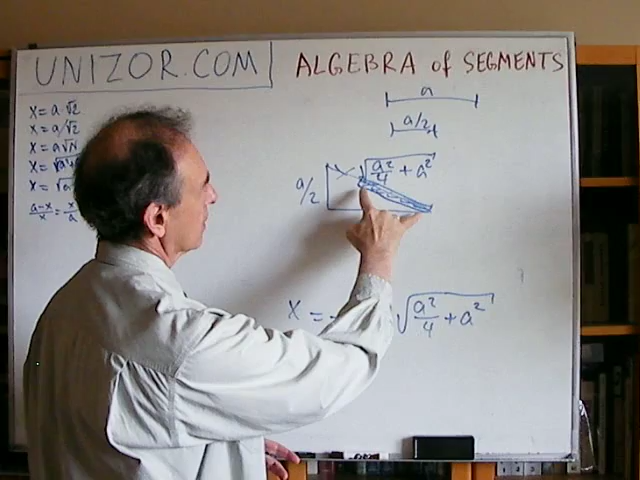 UNIZOR.COM
ALGEBRA of SEGMENTS
a
a/2
x = a √2
x = a/√2
x = a√N
x =
x =
a-x/x = x/a
a/2
x
√a²/4 + a²
x = - √a²/4 + a²